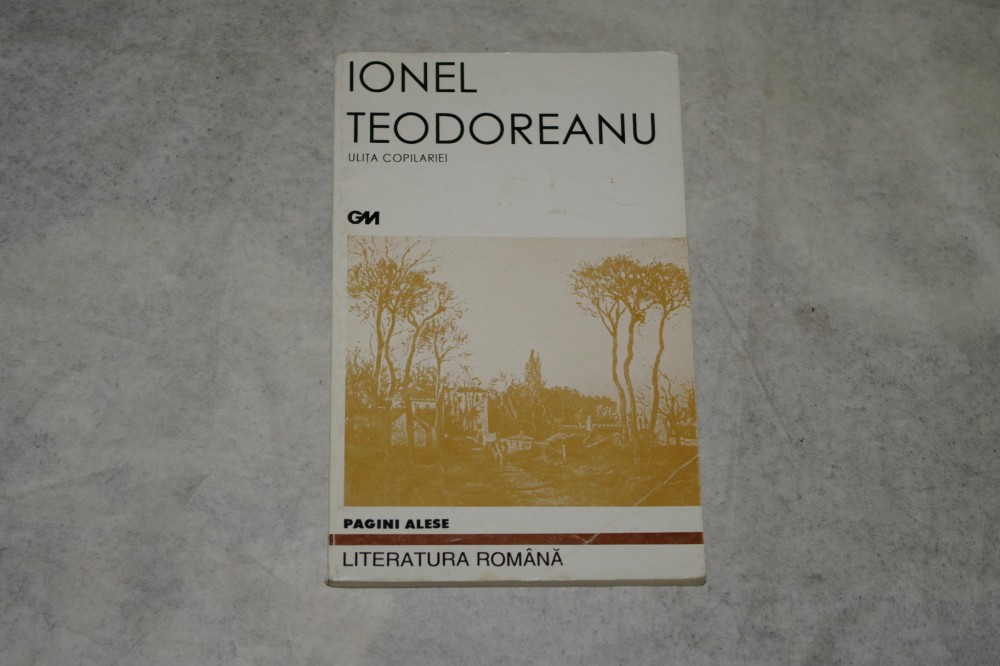 IONEL
TEODOREANU
ULIȚA COPILARIEI
GM
PAGINI ALESE
LITERATURA ROMÂNĂ